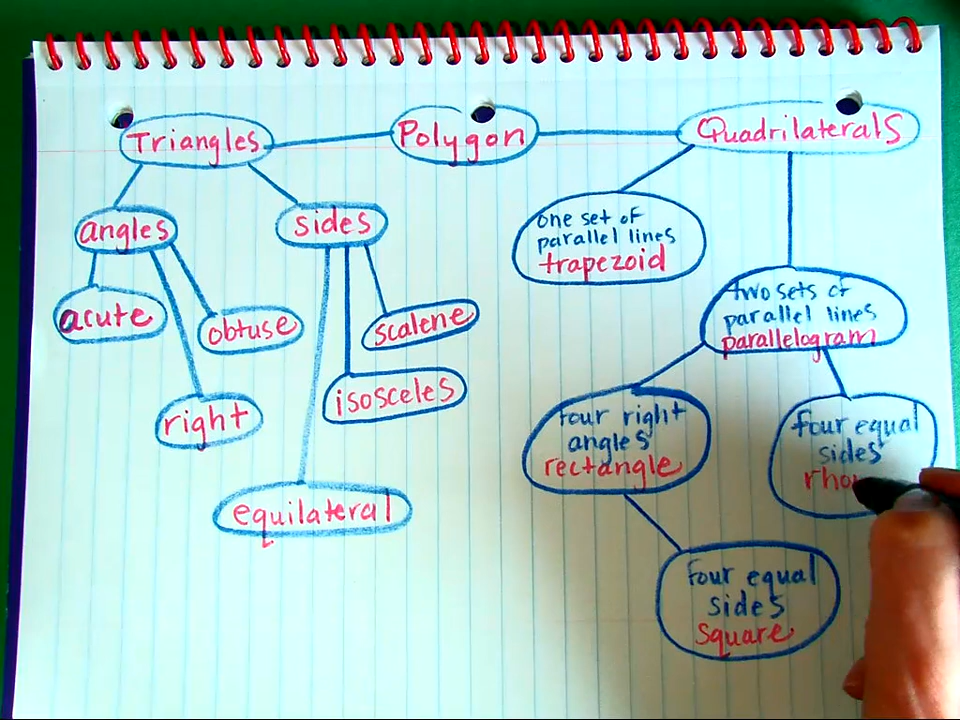 Triangles
Polygon
Quadrilaterals
angles
sides
acute
obtuse
right
scalene
isosceles
equilateral
one set of
parallel lines
trapezoid
two sets of
parallel lines
parallelogram
four right
angles
rectangle
four equal
sides
rho
Four equal
sides
square